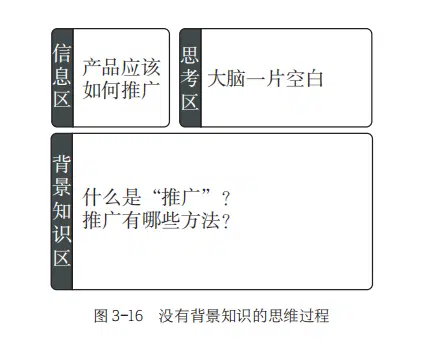 信息区
产品应该
如何推广
思考区
大脑一片空白
背景知识区
什么是“推广”?
推广有哪些方法?
图 3-16 没有背景知识的思维过程